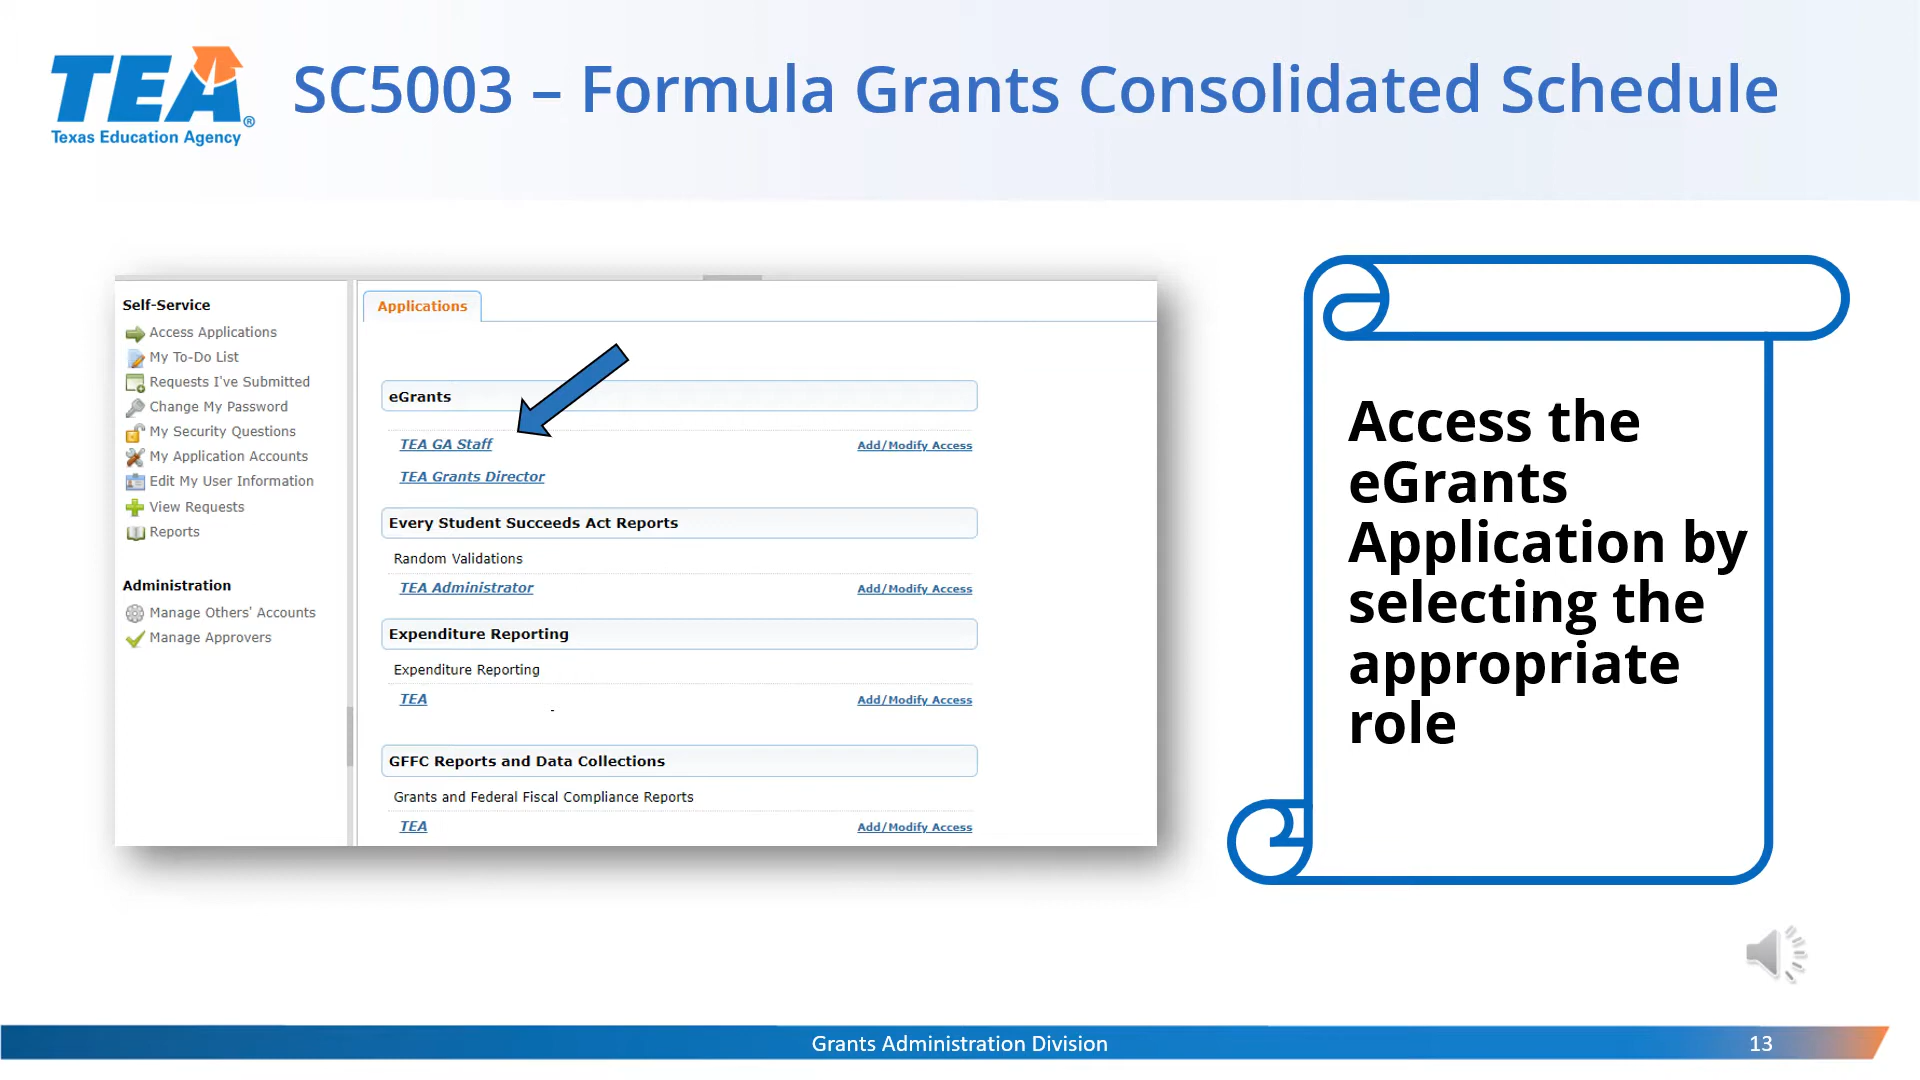 TEA®
Texas Education Agency
SC5003 – Formula Grants Consolidated Schedule
Self-Service
Access Applications
My To-Do List
Requests I've Submitted
Change My Password
My Security Questions
My Application Accounts
Edit My User Information
View Requests
Reports
Administration
Manage Others' Accounts
Manage Approvers
Applications
eGrants
TEA GA Staff Add/Modify Access
TEA Grants Director
Every Student Succeeds Act Reports
Random Validations
TEA Administrator Add/Modify Access
Expenditure Reporting
Expenditure Reporting
TEA Add/Modify Access
-
GFFC Reports and Data Collections
Grants and Federal Fiscal Compliance Reports
TEA Add/Modify Access
Access the
eGrants
Application by
selecting the
appropriate
role
Grants Administration Division
13